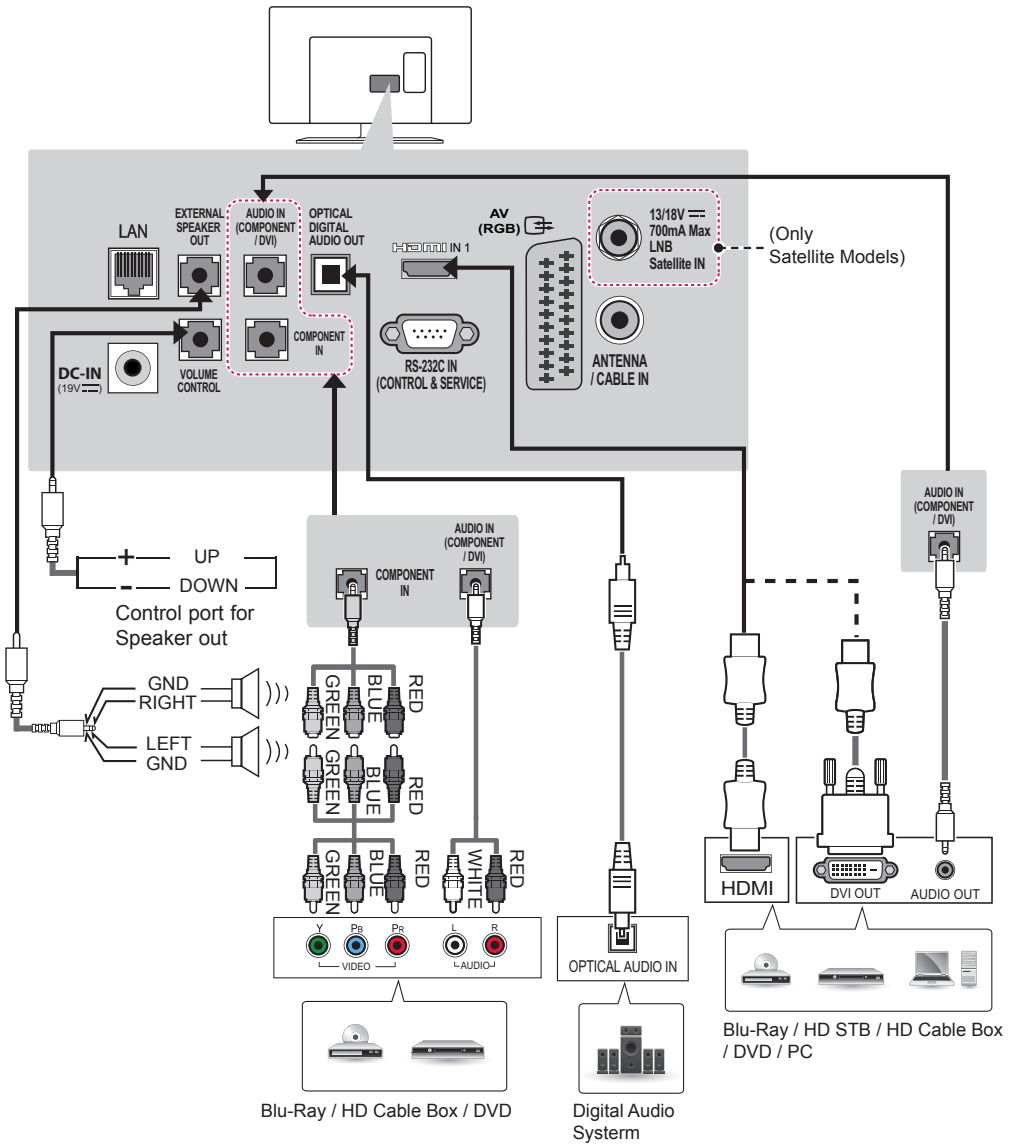 LAN
EXTERNAL
SPEAKER
OUT
AUDIO IN
(COMPONENT
/ DVI)
OPTICAL
DIGITAL
AUDIO OUT
HDMI IN 1
AV
(RGB)
13/18V
700mA Max
LNB
Satellite IN
(Only
Satellite Models)
DC-IN
(19V)
VOLUME
CONTROL
COMPONENT
IN
RS-232C IN
(CONTROL & SERVICE)
ANTENNA
/ CABLE IN
AUDIO IN
(COMPONENT
/ DVI)
+ UP
- DOWN
Control port for
Speaker out
COMPONENT
IN
AUDIO IN
(COMPONENT
/ DVI)
GND
RIGHT
LEFT
GND
GREEN
BLUE
RED
GREEN
BLUE
RED
GREEN
BLUE
RED
WHITE
RED
Y
PB
PR
VIDEO
L
R
AUDIO
OPTICAL AUDIO IN
HDMI
DVI OUT
AUDIO OUT
Blu-Ray / HD Cable Box / DVD
Digital Audio
Systerm
Blu-Ray / HD STB / HD Cable Box
/ DVD / PC